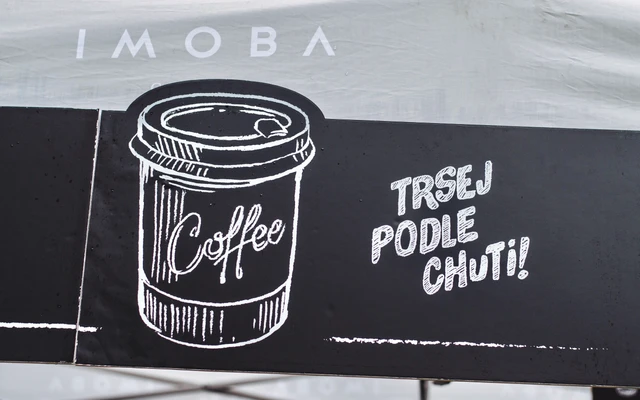 IMOBA
Coffee
TRSEJ
PODLE
CHUTi!